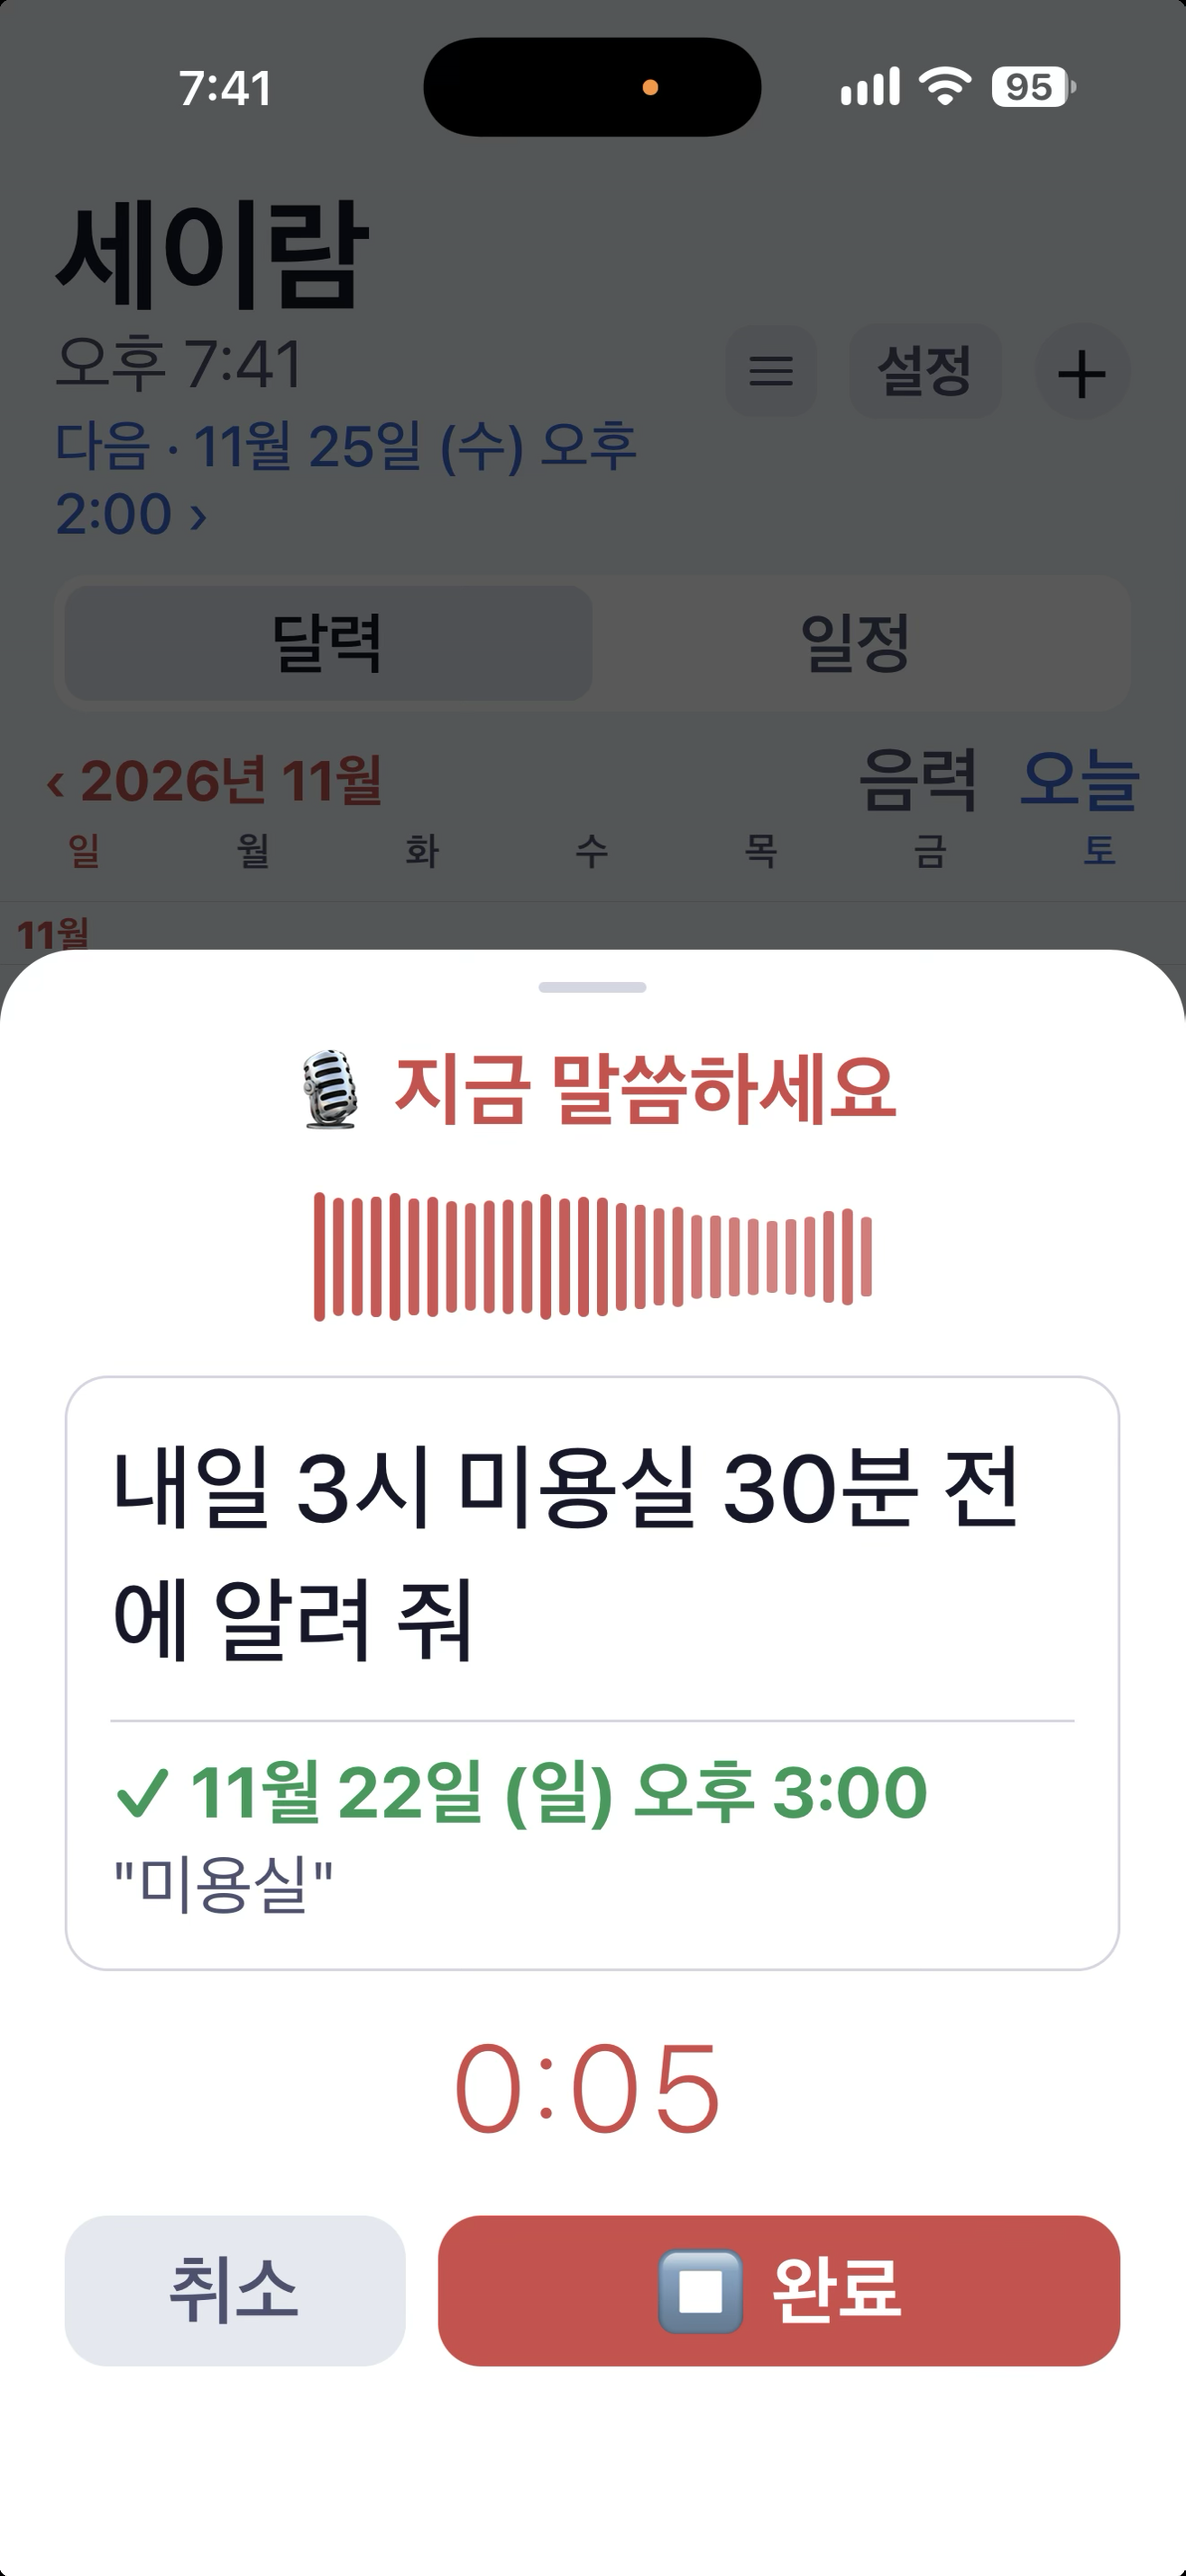 7:41
95
세이람
오후 7:41
설정
다음 · 11월 25일 (수) 오후
2:00 ›
달력 일정
‹ 2026년 11월 음력 오늘
일 월 화 수 목 금 토
11월
지금 말씀하세요
내일 3시 미용실 30분 전
에 알려 줘
✓ 11월 22일 (일) 오후 3:00
"미용실"
0:05
취소 완료